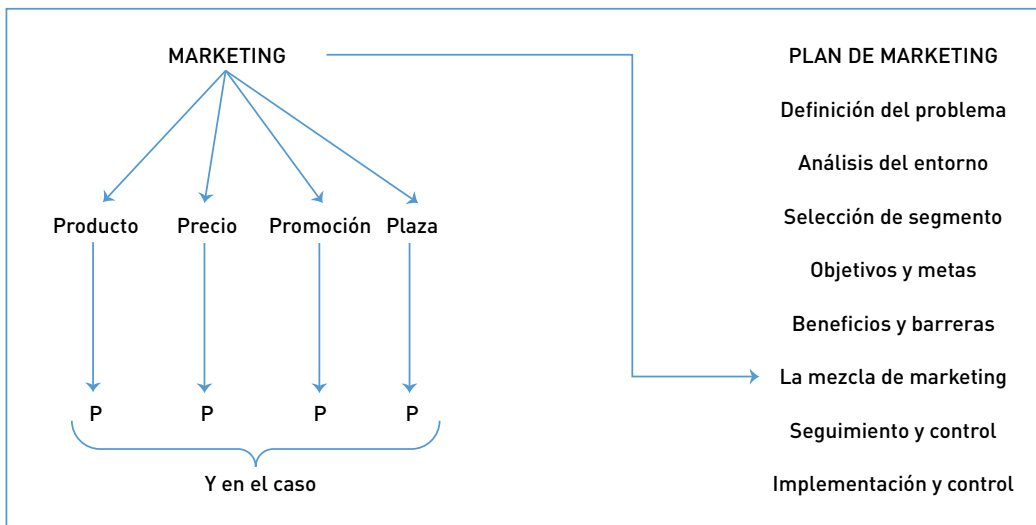 MARKETING
Producto Precio Promoción Plaza
P P P P
Y en el caso
PLAN DE MARKETING
Definición del problema
Análisis del entorno
Selección de segmento
Objetivos y metas
Beneficios y barreras
La mezcla de marketing
Seguimiento y control
Implementación y control